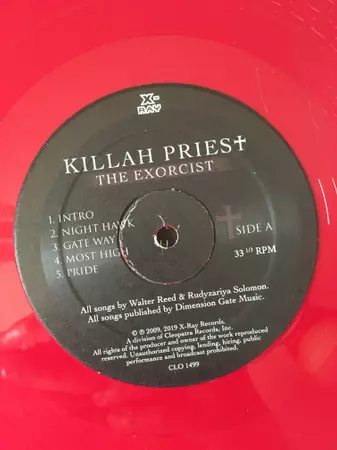 X-
RAY
KILLAH PRIEST
THE EXORCIST
1. INTRO
2. NIGHT HAWK
3. GATE WAY
4. MOST HIGH
5. PRIDE
SIDE A
33 1/3 RPM
All songs by Walter Reed & Rudyzariya Solomon.
All songs published by Dimension Gate Music.
© ℗ 2009, 2019 X-Ray Records.
A division of Cleopatra Records, Inc.
All rights of the producer and owner of the work reproduced
reserved. Unauthorized copying, lending, hiring, public
performance and broadcast prohibited.
CLO 1499